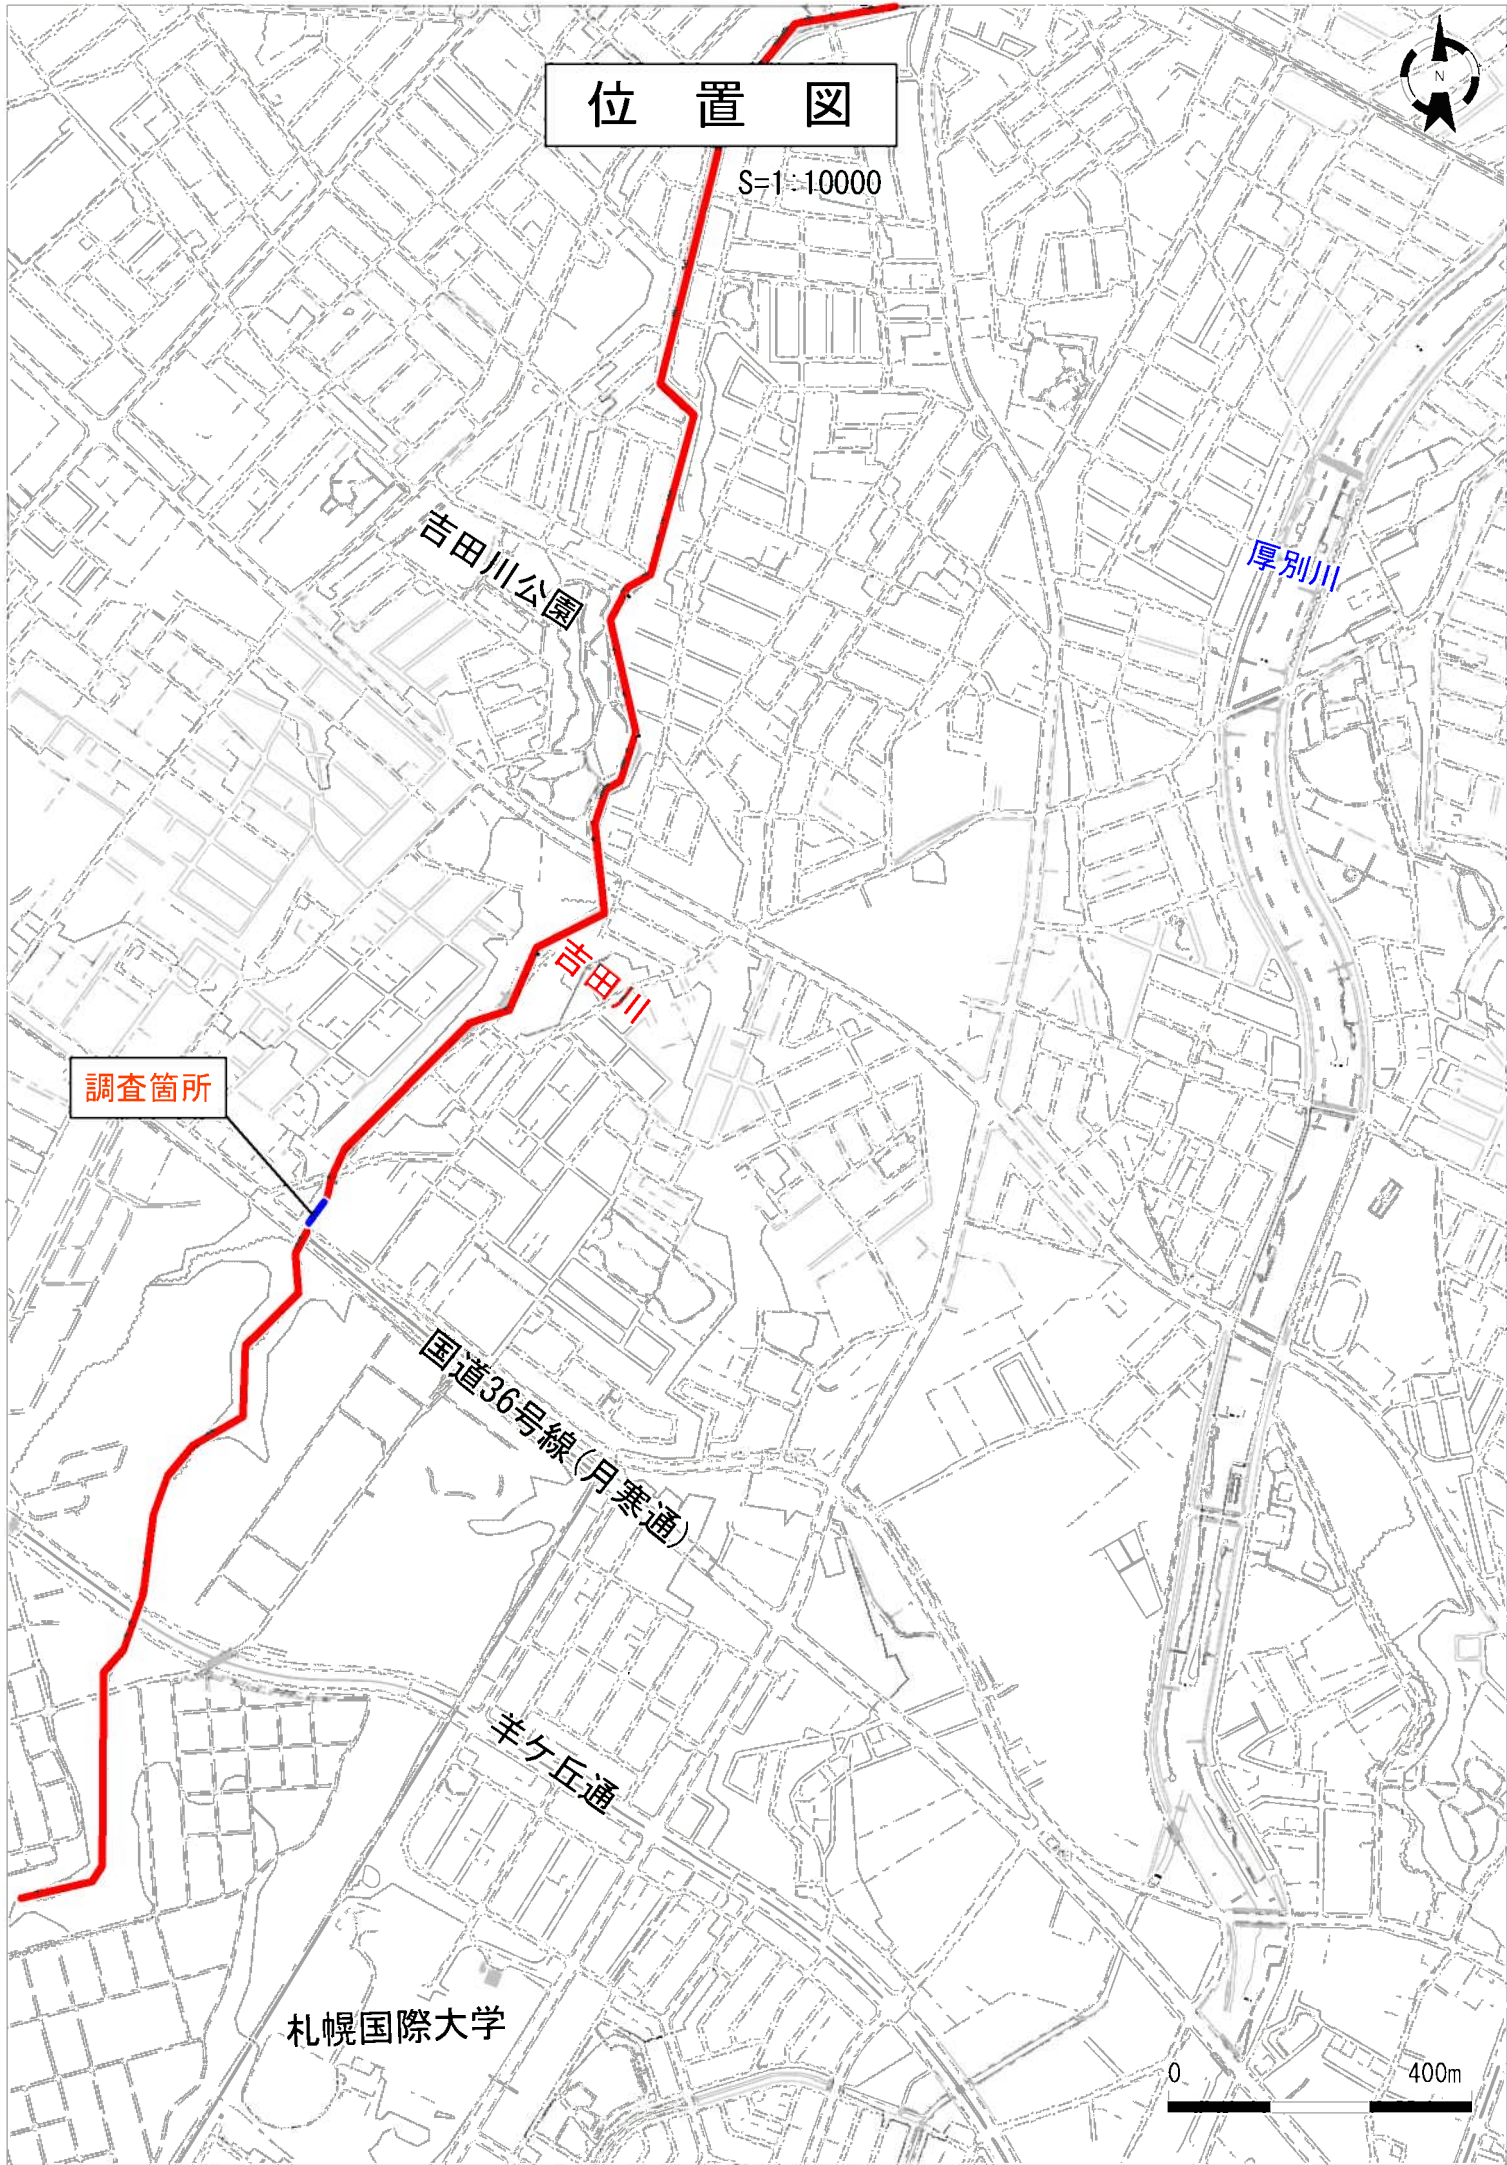 位置図
N
S=1:10000
吉田川公園
厚別川
吉田川
調査箇所
国道36号線(月寒通)
羊ケ丘通
札幌国際大学
0 400m